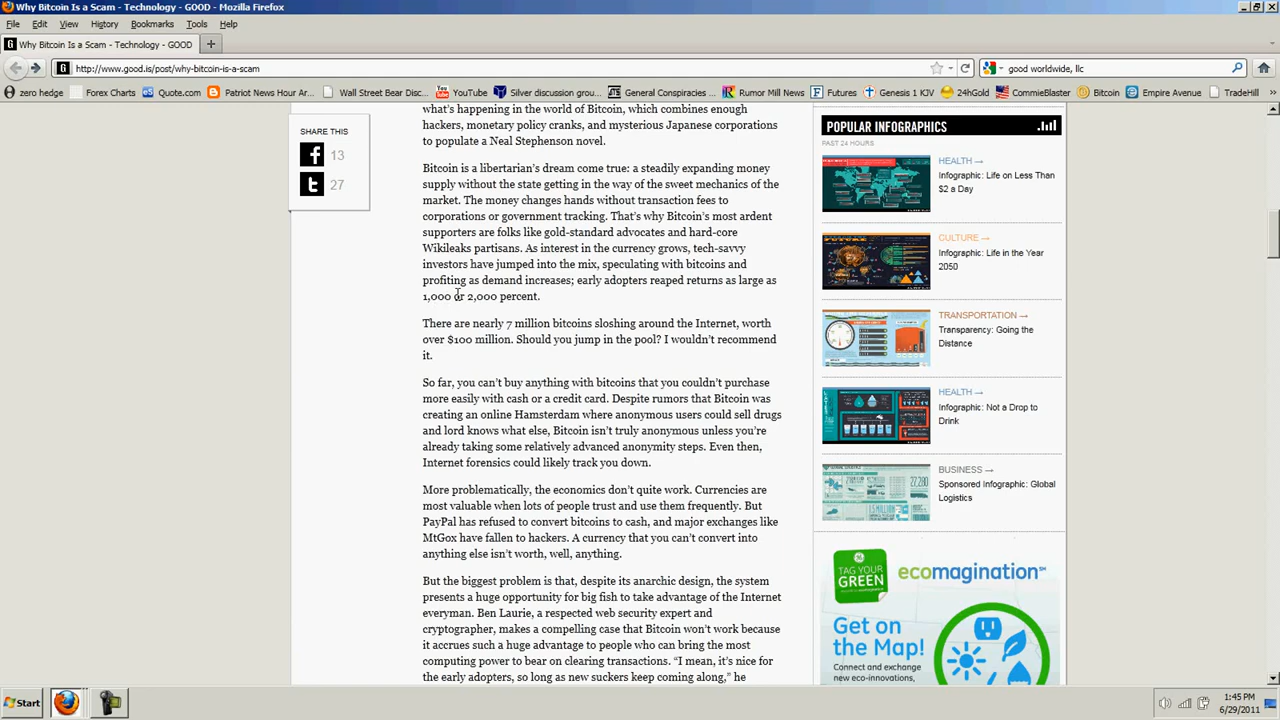 Why Bitcoin Is a Scam - Technology - GOOD - Mozilla Firefox
File Edit View History Bookmarks Tools Help
Why Bitcoin Is a Scam - Technology - GOOD
http://www.good.is/post/why-bitcoin-is-a-scam
good worldwide, llc
zero hedge Forex Charts Quote.com Patriot News Hour Ar... Wall Street Bear Disc... YouTube Silver discussion grou... General Conspiracies ... Rumor Mill News Futures Genesis 1 KJV 24hGold CommieBlaster Bitcoin Empire Avenue TradeHill
SHARE THIS
13
27
what's happening in the world of Bitcoin, which combines enough
hackers, monetary policy cranks, and mysterious Japanese corporations
to populate a Neal Stephenson novel.
Bitcoin is a libertarian's dream come true: a steadily expanding money
supply without the state getting in the way of the sweet mechanics of the
market. The money changes hands without transaction fees to
corporations or government tracking. That's why Bitcoin's most ardent
supporters are folks like gold-standard advocates and hard-core
Wikileaks partisans. As interest in the currency grows, tech-savvy
investors have jumped into the mix, speculating with bitcoins and
profiting as demand increases; early adopters reaped returns as large as
1,000 or 2,000 percent.
There are nearly 7 million bitcoins sloshing around the Internet, worth
over $100 million. Should you jump in the pool? I wouldn't recommend
it.
So far, you can't buy anything with bitcoins that you couldn't purchase
more easily with cash or a credit card. Despite rumors that Bitcoin was
creating an online Hamsterdam where anonymous users could sell drugs
and lord knows what else, Bitcoin isn't truly anonymous unless you're
already taking some relatively advanced anonymity steps. Even then,
Internet forensics could likely track you down.
More problematically, the economics don't quite work. Currencies are
most valuable when lots of people trust and use them frequently. But
PayPal has refused to convert bitcoins to cash, and major exchanges like
MtGox have fallen to hackers. A currency that you can't convert into
anything else isn't worth, well, anything.
But the biggest problem is that, despite its anarchic design, the system
presents a huge opportunity for big fish to take advantage of the Internet
everyman. Ben Laurie, a respected web security expert and
cryptographer, makes a compelling case that Bitcoin won't work because
it accrues such a huge advantage to people who can bring the most
computing power to bear on clearing transactions. “I mean, it's nice for
the early adopters, so long as new suckers keep coming along,” he
POPULAR INFOGRAPHICS
PAST 24 HOURS
HEALTH →
Infographic: Life on Less Than
$2 a Day
CULTURE →
Infographic: Life in the Year
2050
TRANSPORTATION →
Transparency: Going the
Distance
HEALTH →
Infographic: Not a Drop to
Drink
27,280
BUSINESS →
Sponsored Infographic: Global
Logistics
TAG YOUR
GREEN
ecomagination℠
Get on
the Map!
Connect and exchange
new eco-innovations,
Start
1:45 PM
6/29/2011